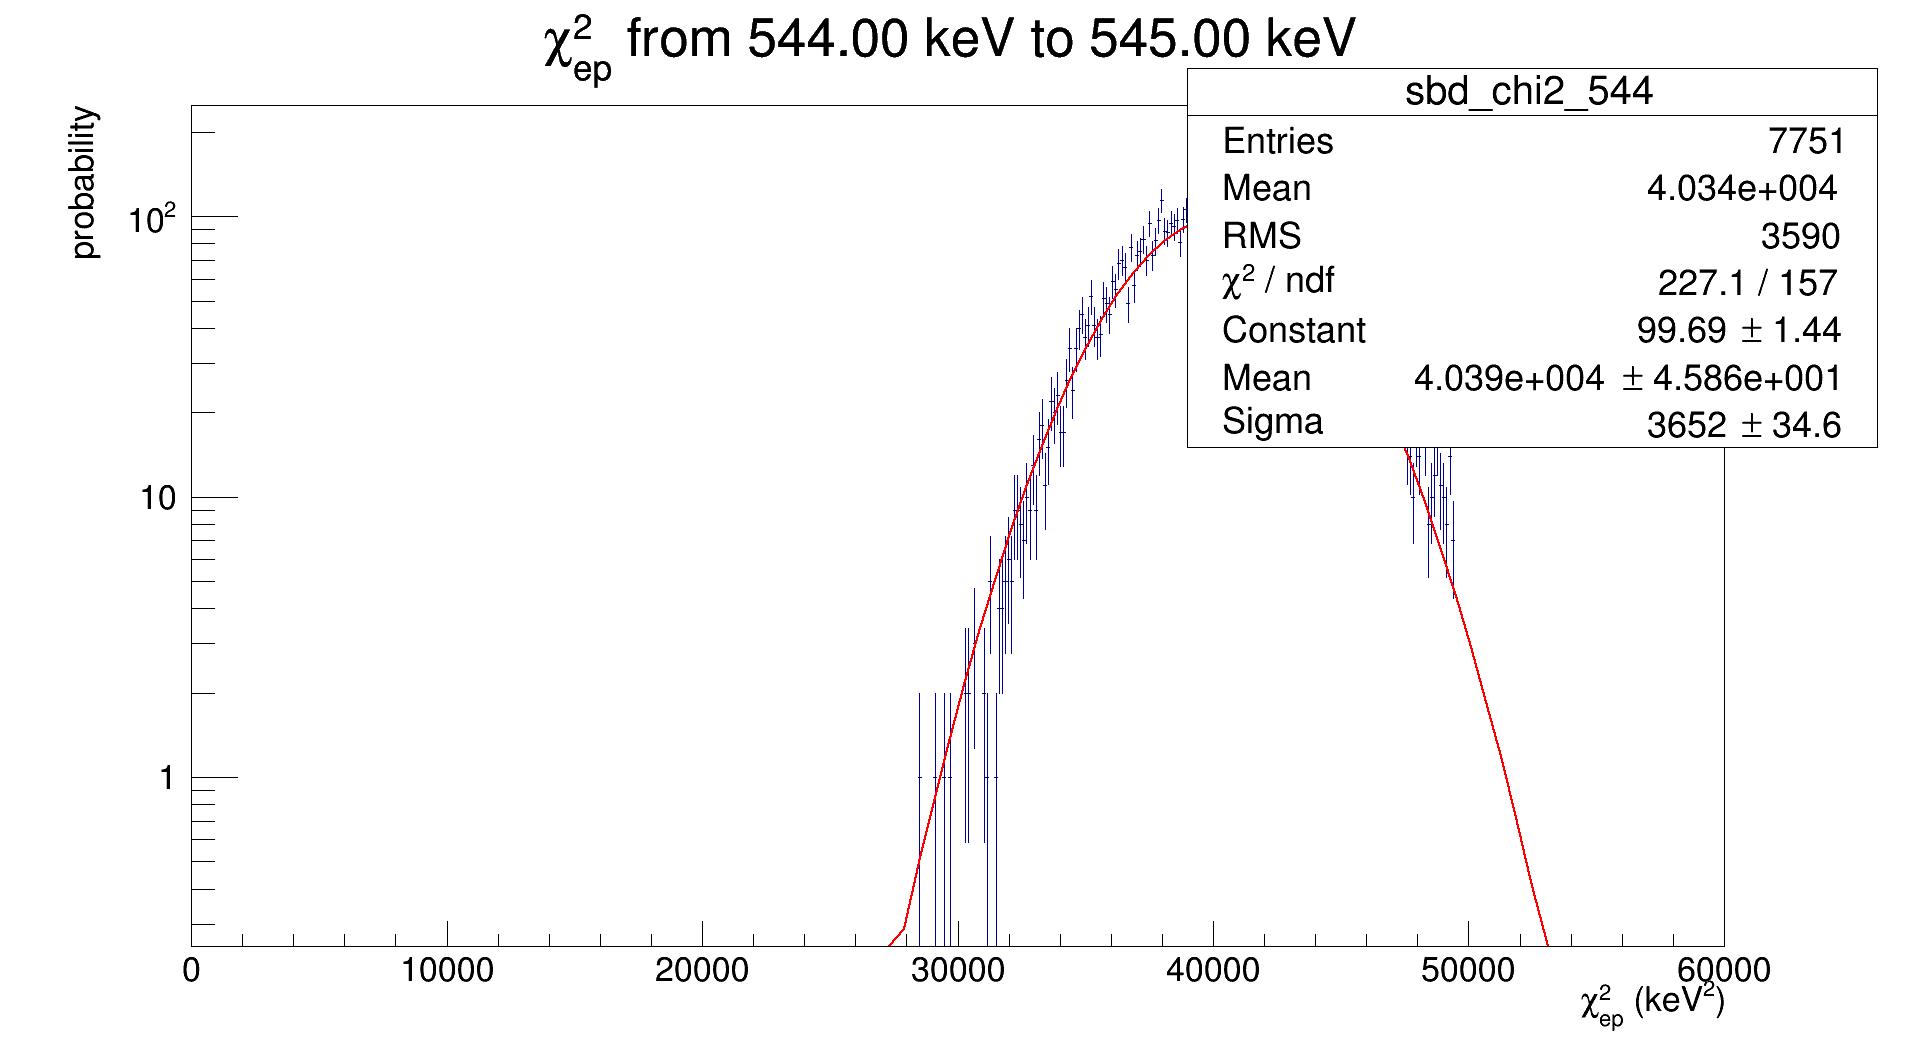 χ²ep from 544.00 keV to 545.00 keV
sbd_chi2_544
Entries 7751
Mean 4.034e+004
RMS 3590
χ² / ndf 227.1 / 157
Constant 99.69 ± 1.44
Mean 4.039e+004 ± 4.586e+001
Sigma 3652 ± 34.6
probability
10²
10
1
0 10000 20000 30000 40000 50000 60000
χ²ep (keV²)